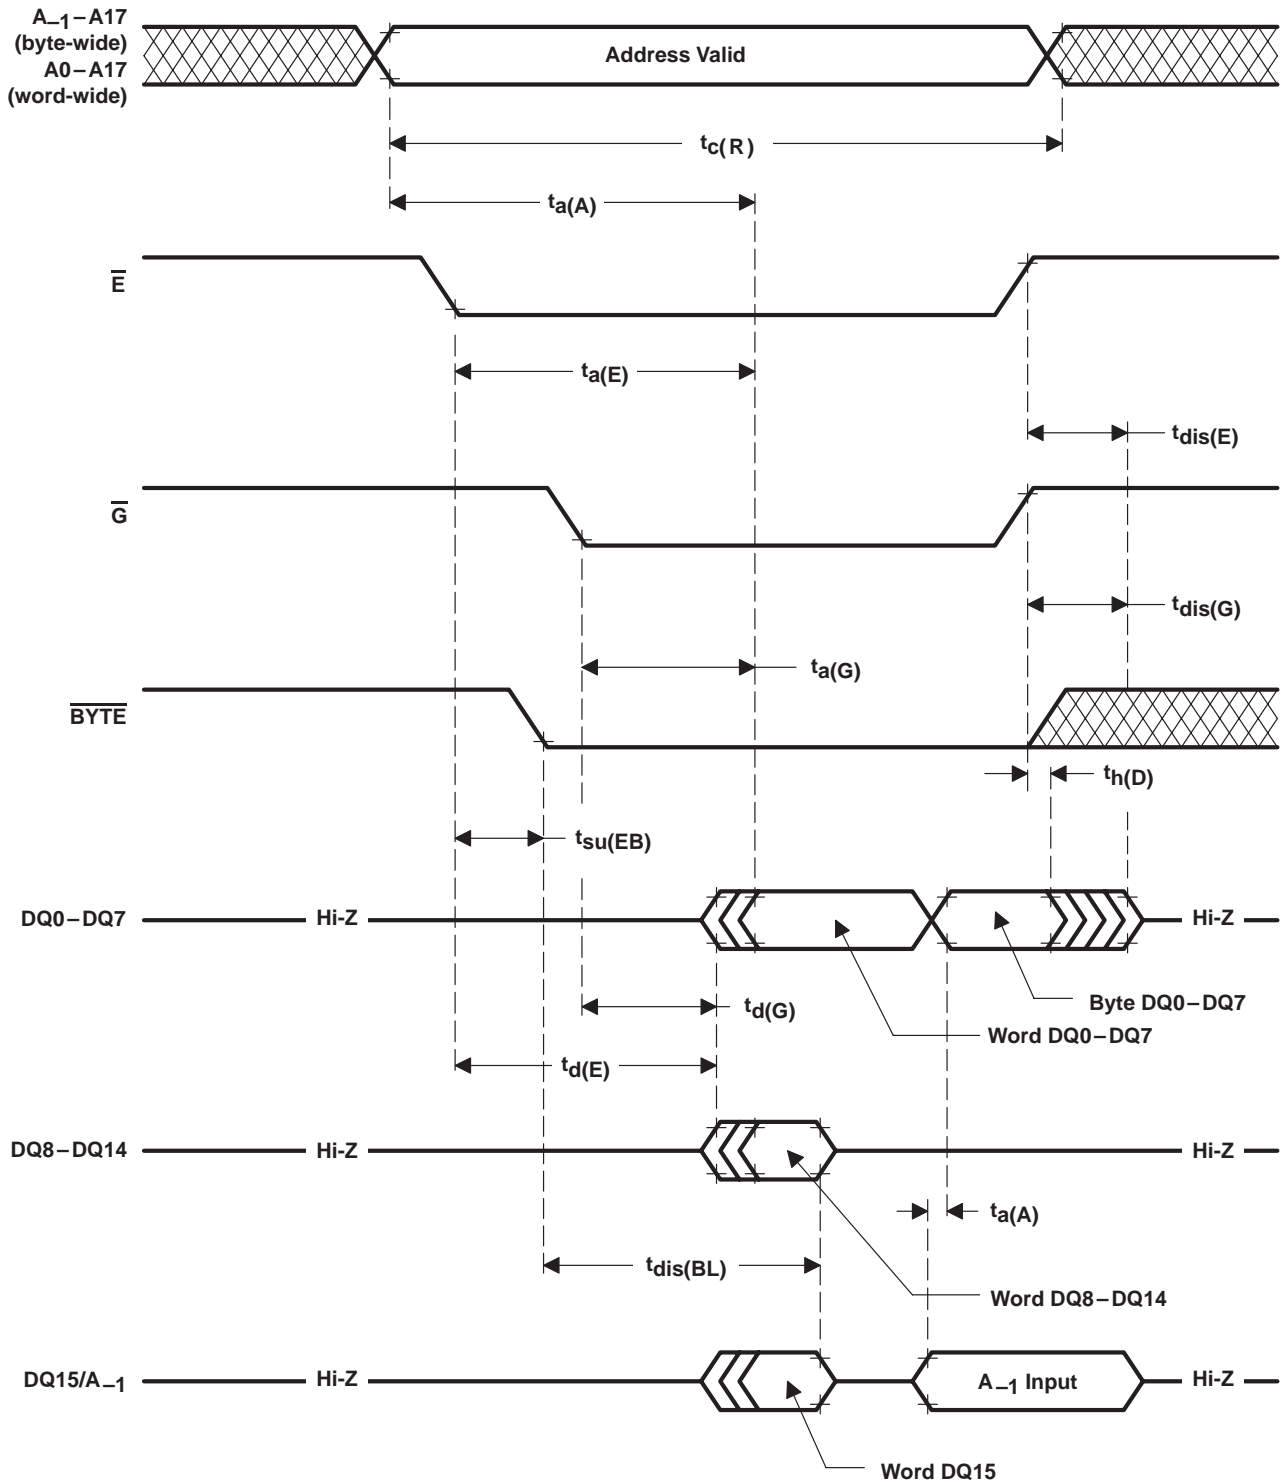 A–1–A17
(byte-wide)
A0–A17
(word-wide)
Address Valid
tc(R)
ta(A)
E
ta(E)
tdis(E)
G
tdis(G)
ta(G)
BYTE
th(D)
tsu(EB)
DQ0–DQ7
Hi-Z
Hi-Z
td(G)
Byte DQ0–DQ7
Word DQ0–DQ7
td(E)
DQ8–DQ14
Hi-Z
Hi-Z
ta(A)
tdis(BL)
Word DQ8–DQ14
DQ15/A–1
Hi-Z
A–1 Input
Hi-Z
Word DQ15